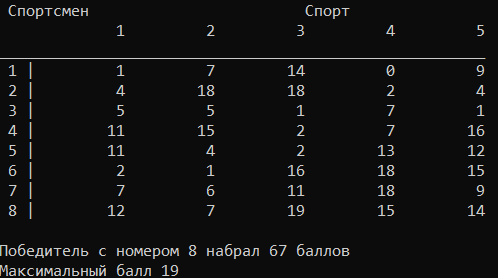 Спортсмен Спорт
1 2 3 4 5
1 | 1 7 14 0 9
2 | 4 18 18 2 4
3 | 5 5 1 7 1
4 | 11 15 2 7 16
5 | 11 4 2 13 12
6 | 2 1 16 18 15
7 | 7 6 11 18 9
8 | 12 7 19 15 14
Победитель с номером 8 набрал 67 баллов
Максимальный балл 19